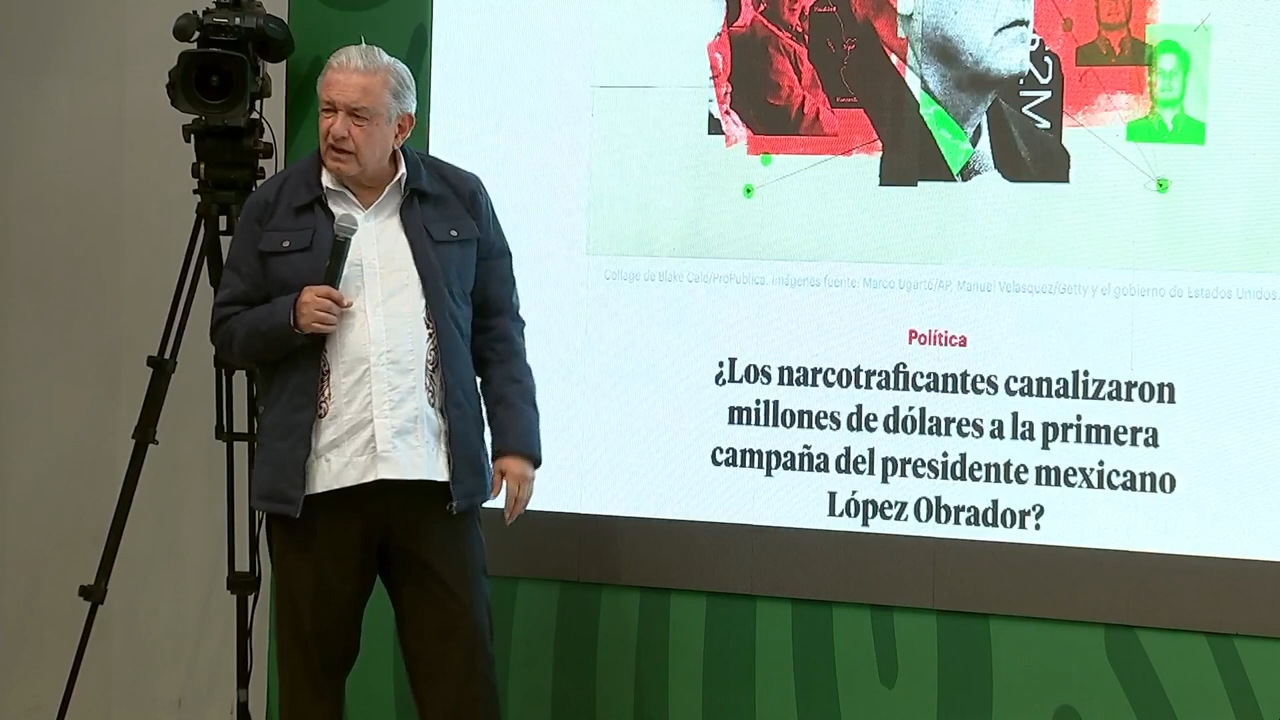 Collage de Blake Cale/ProPublica. Imágenes fuente: Marco Ugarte/AP, Manuel Velasquez/Getty y el gobierno de Estados Unidos
Política
¿Los narcotraficantes canalizaron
millones de dólares a la primera
campaña del presidente mexicano
López Obrador?